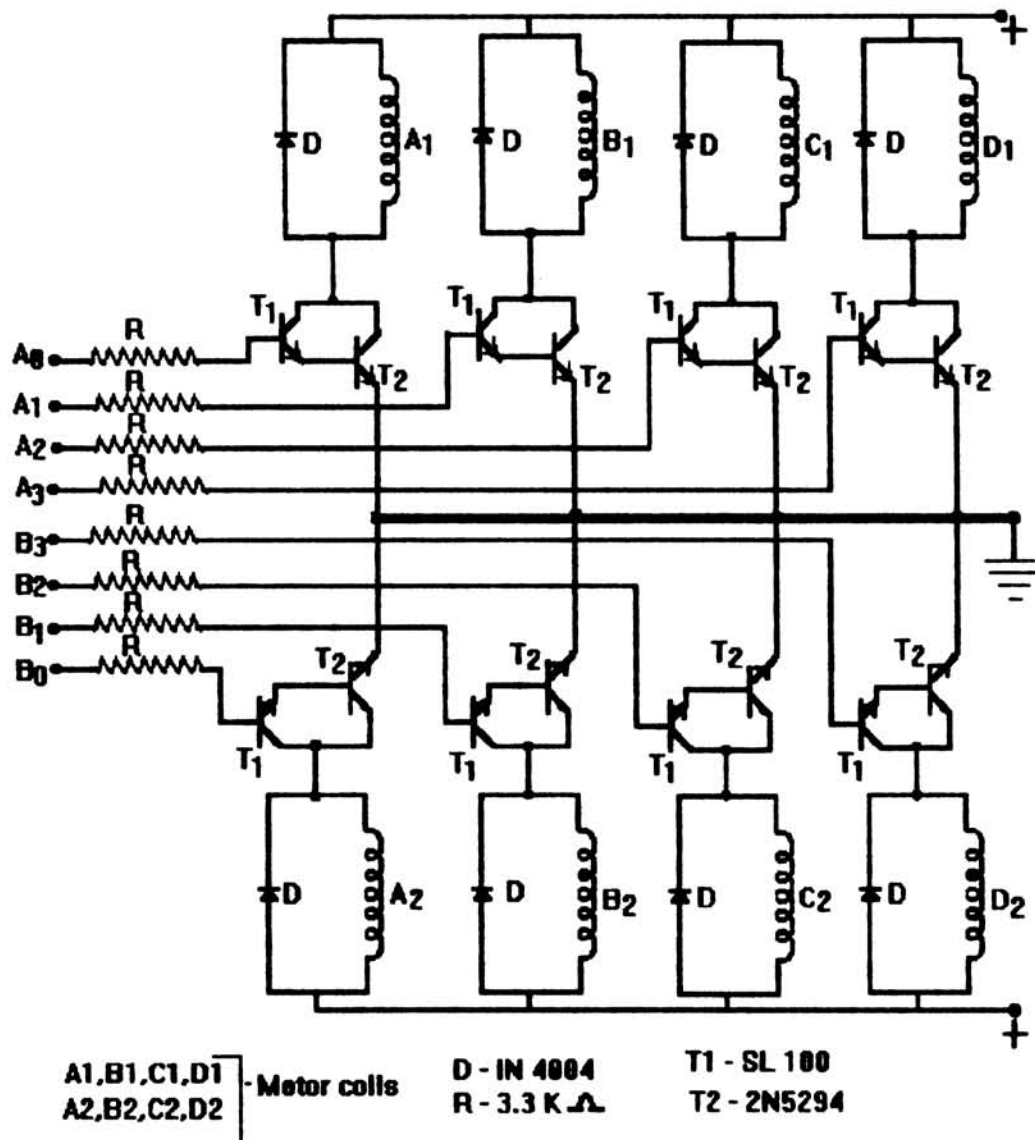 +
D A1 D B1 D C1 D D1
T1 T1 T1 T1
R
A0
T2 T2 T2 T2
R
A1
R
A2
R
A3
R
B3
R
B2
R
B1
R
B0
T2 T2 T2 T2
T1 T1 T1 T1
D A2 D B2 D C2 D D2
+
A1,B1,C1,D1
A2,B2,C2,D2
- Motor coils
D - IN 4004
R - 3.3 K Ω
T1 - SL 100
T2 - 2N5294